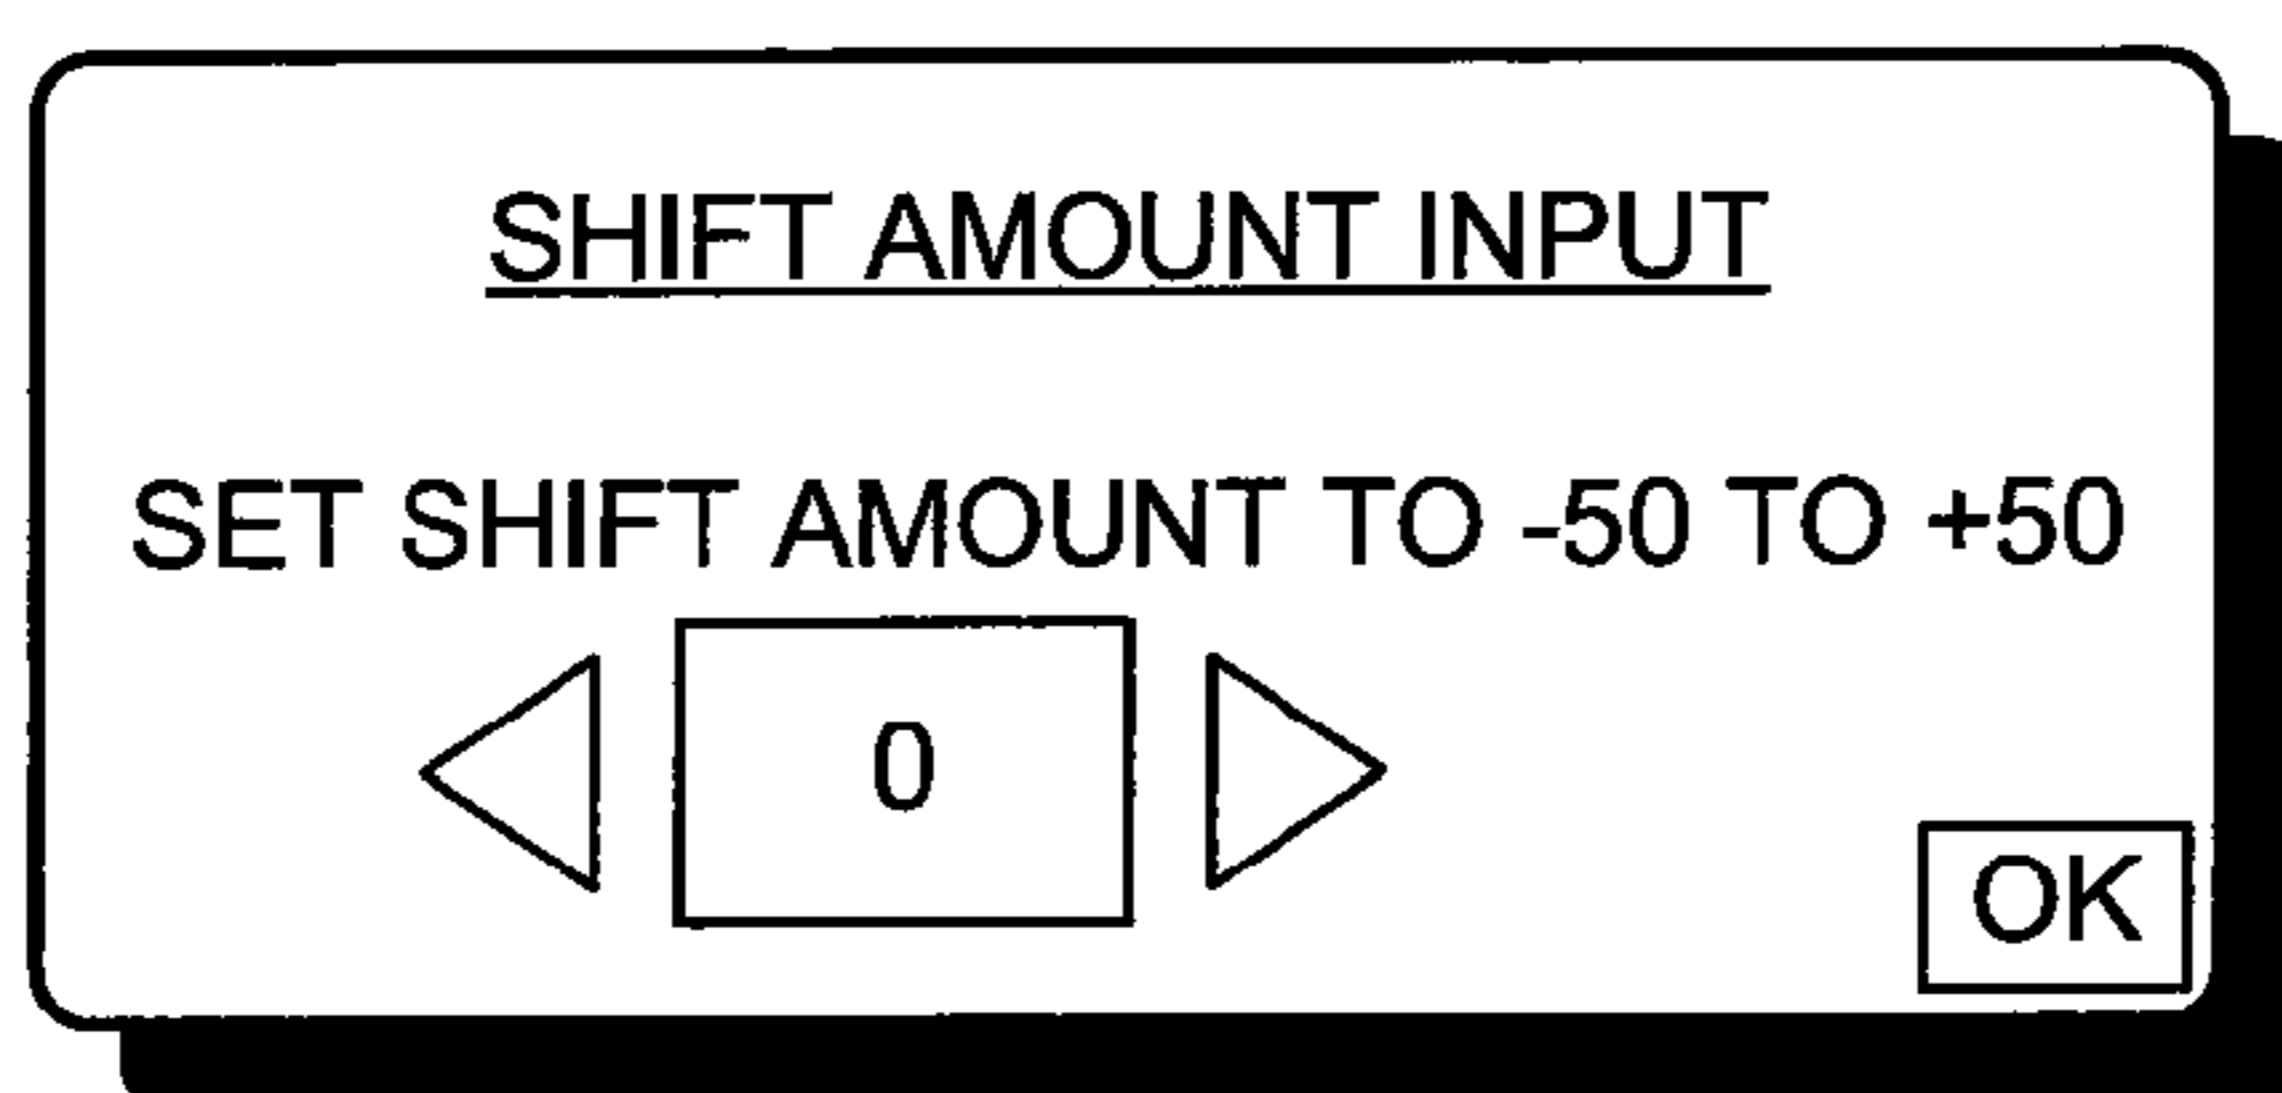 SHIFT AMOUNT INPUT
SET SHIFT AMOUNT TO -50 TO +50
0
OK